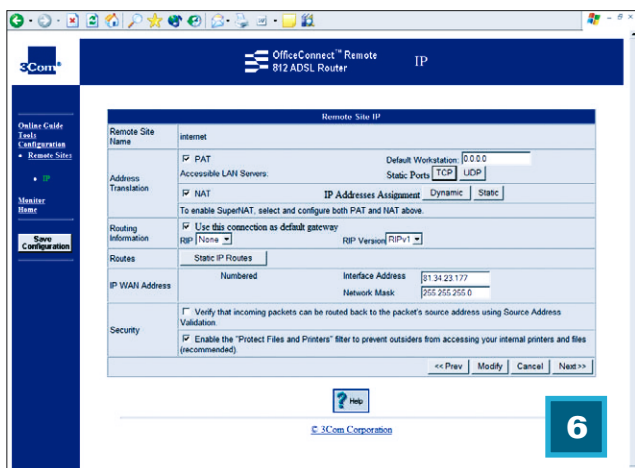 3Com®
OfficeConnect™ Remote
812 ADSL Router
IP
Online Guide
Tools
Configuration
Remote Sites
IP
Monitor
Home
Save
Configuration
Remote Site IP
Remote Site Name
internet
Address Translation
PAT
Default Workstation: 0.0.0.0
Accessible LAN Servers:
Static Ports TCP UDP
NAT
IP Addresses Assignment Dynamic Static
To enable SuperNAT, select and configure both PAT and NAT above.
Routing Information
Use this connection as default gateway
RIP None
RIP Version RIPv1
Routes
Static IP Routes
IP WAN Address
Numbered
Interface Address 81.34.23.177
Network Mask 255.255.255.0
Security
Verify that incoming packets can be routed back to the packet's source address using Source Address
Validation.
Enable the "Protect Files and Printers" filter to prevent outsiders from accessing your internal printers and files
(recommended).
<< Prev Modify Cancel Next >>
? Help
© 3Com Corporation
6